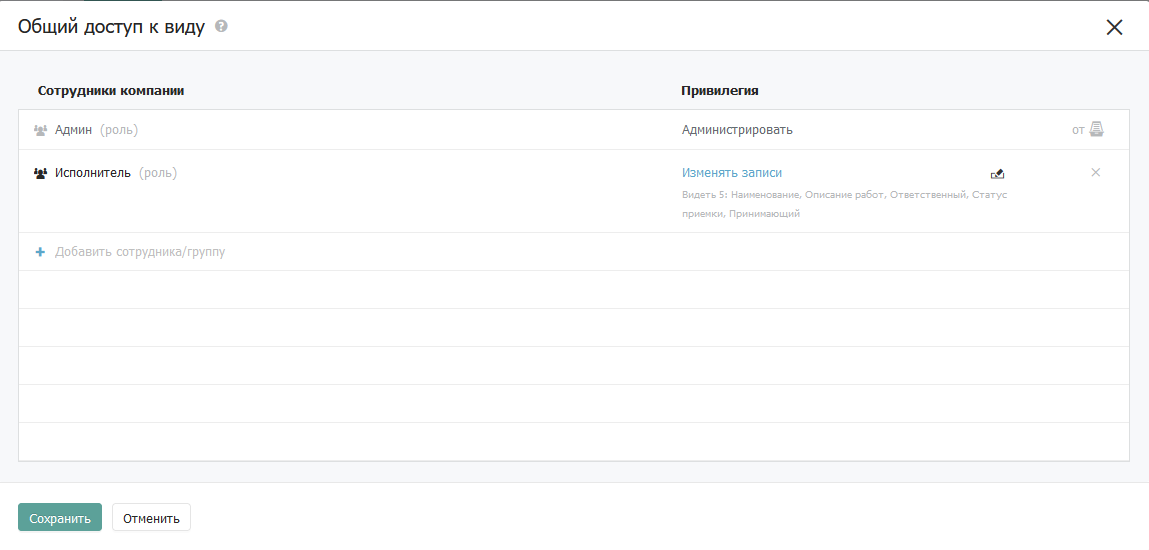 Общий доступ к виду ?
Сотрудники компании Привилегия
Админ (роль) Администрировать от
Исполнитель (роль) Изменять записи
Видеть 5: Наименование, Описание работ, Ответственный, Статус
приемки, Принимающий
+ Добавить сотрудника/группу
Сохранить Отменить